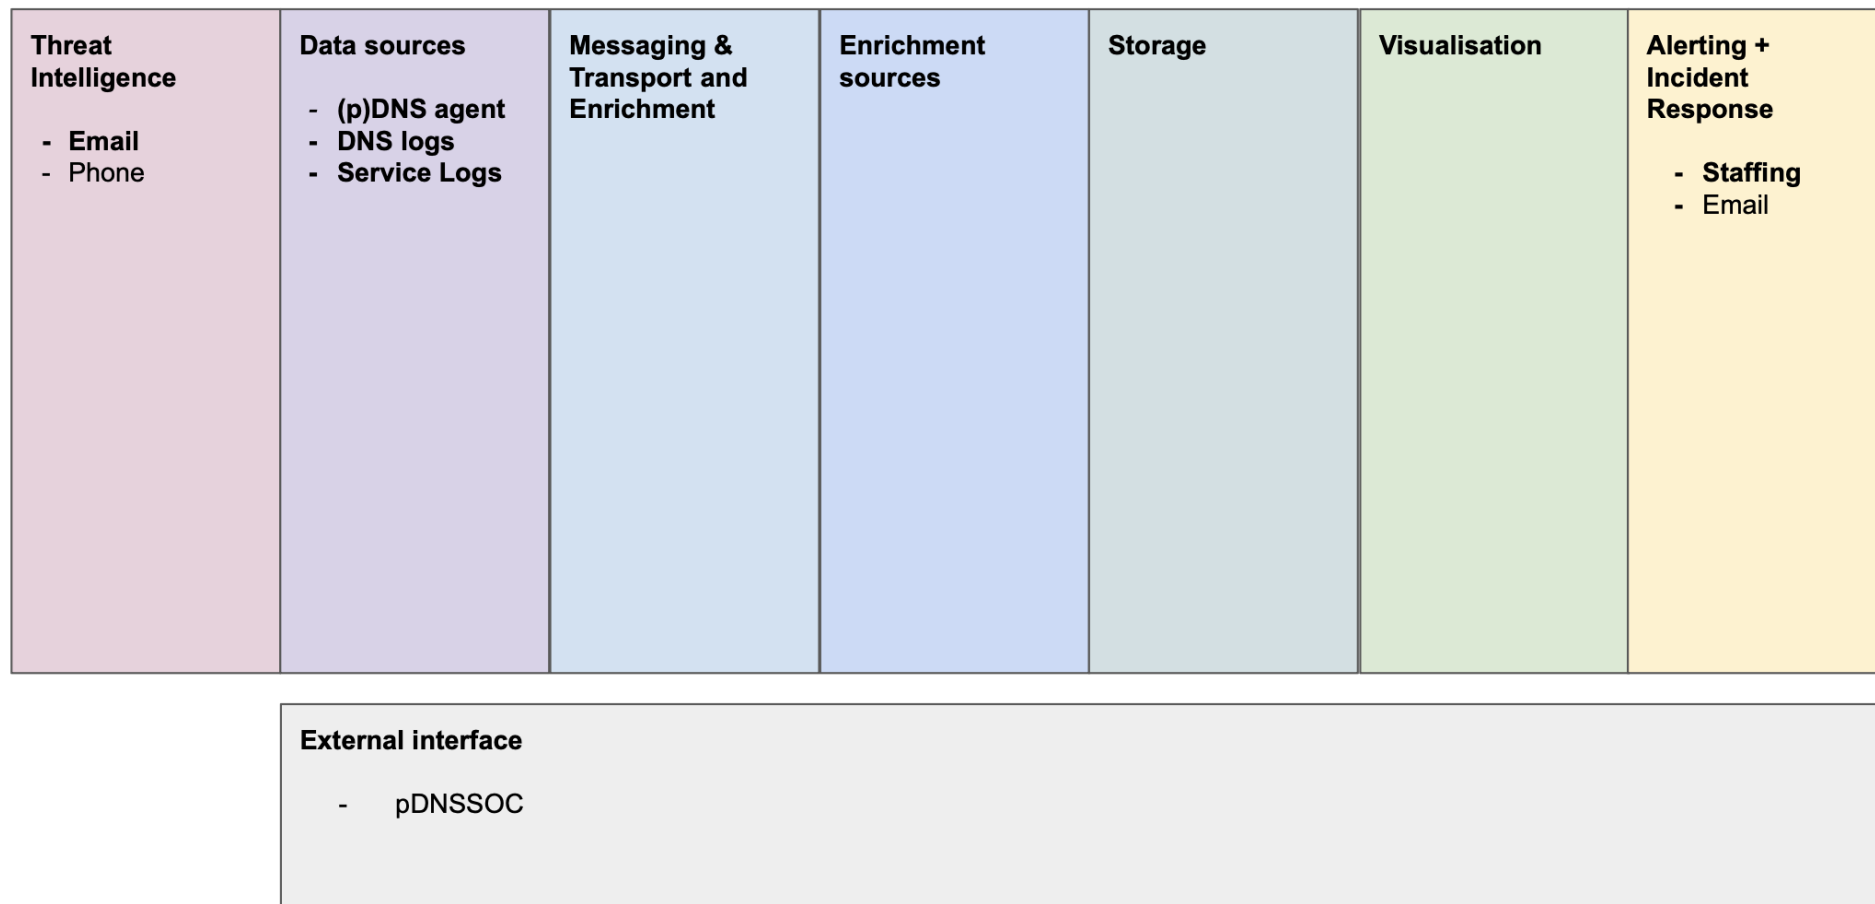 Threat
Intelligence
- Email
- Phone
Data sources
- (p)DNS agent
- DNS logs
- Service Logs
Messaging &
Transport and
Enrichment
Enrichment
sources
Storage
Visualisation
Alerting +
Incident
Response
- Staffing
- Email
External interface
- pDNSSOC